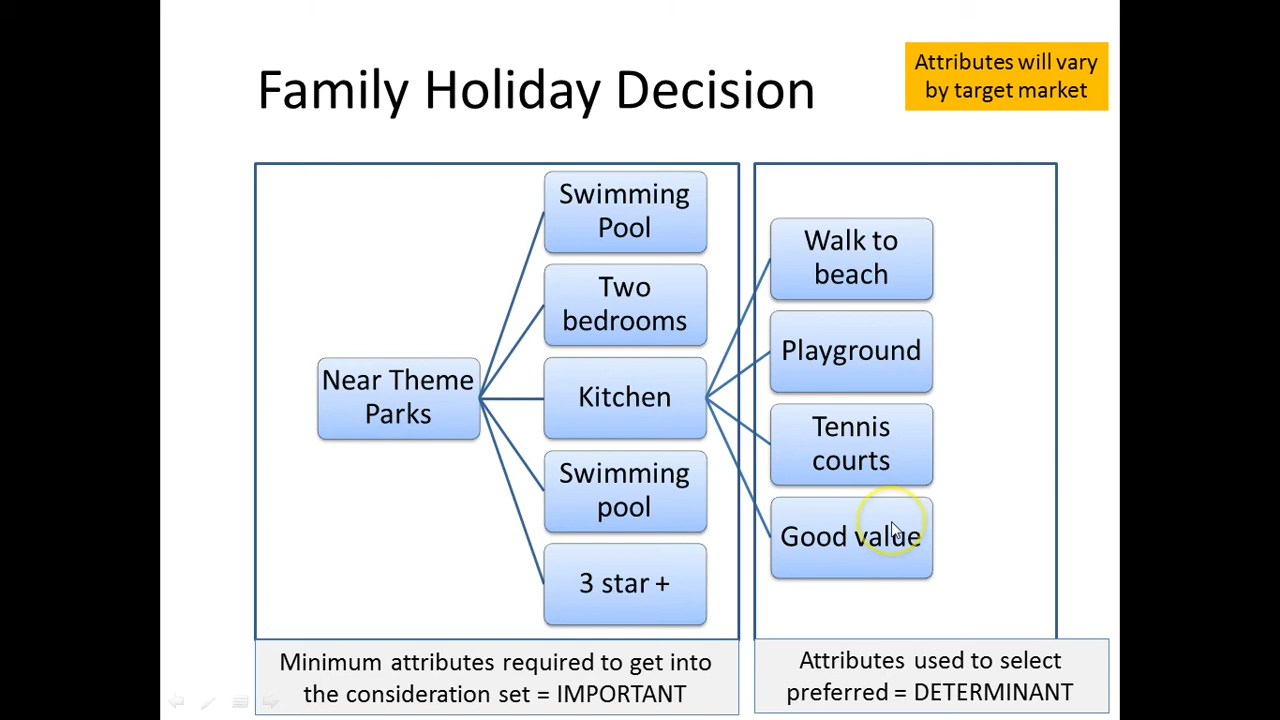 Family Holiday Decision
Attributes will vary
by target market
Near Theme
Parks
Swimming
Pool
Two
bedrooms
Kitchen
Swimming
pool
3 star +
Walk to
beach
Playground
Tennis
courts
Good value
Minimum attributes required to get into
the consideration set = IMPORTANT
Attributes used to select
preferred = DETERMINANT